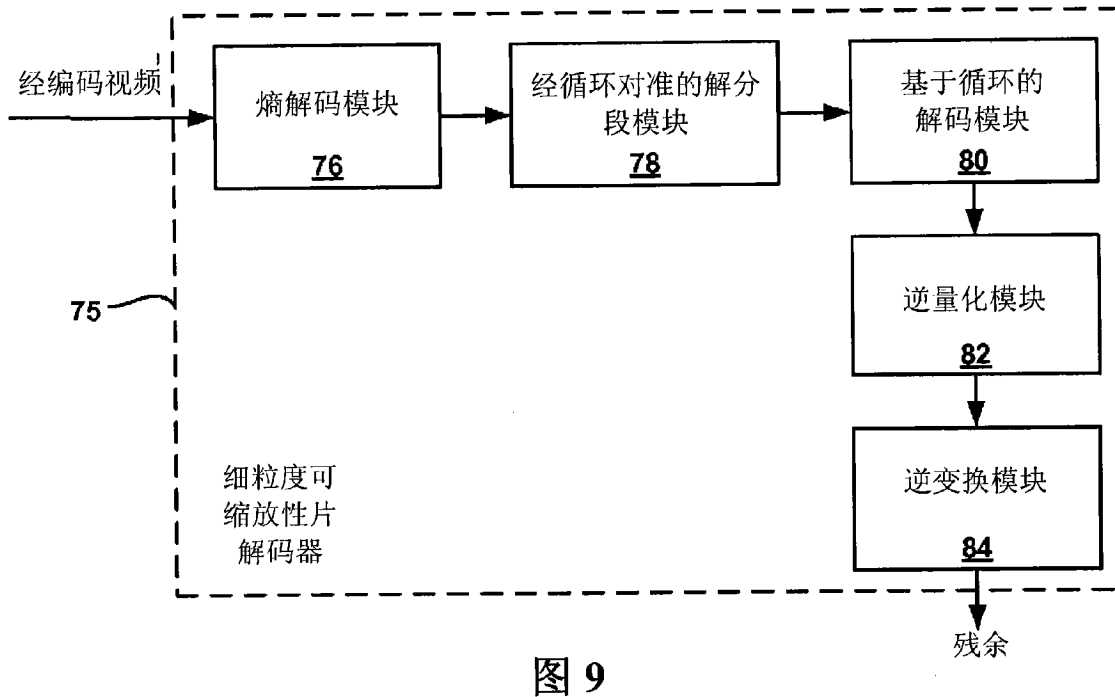 经编码视频
熵解码模块
76
经循环对准的解分
段模块
78
基于循环的
解码模块
80
逆量化模块
82
75
逆变换模块
84
细粒度可
缩放性片
解码器
残余
图 9